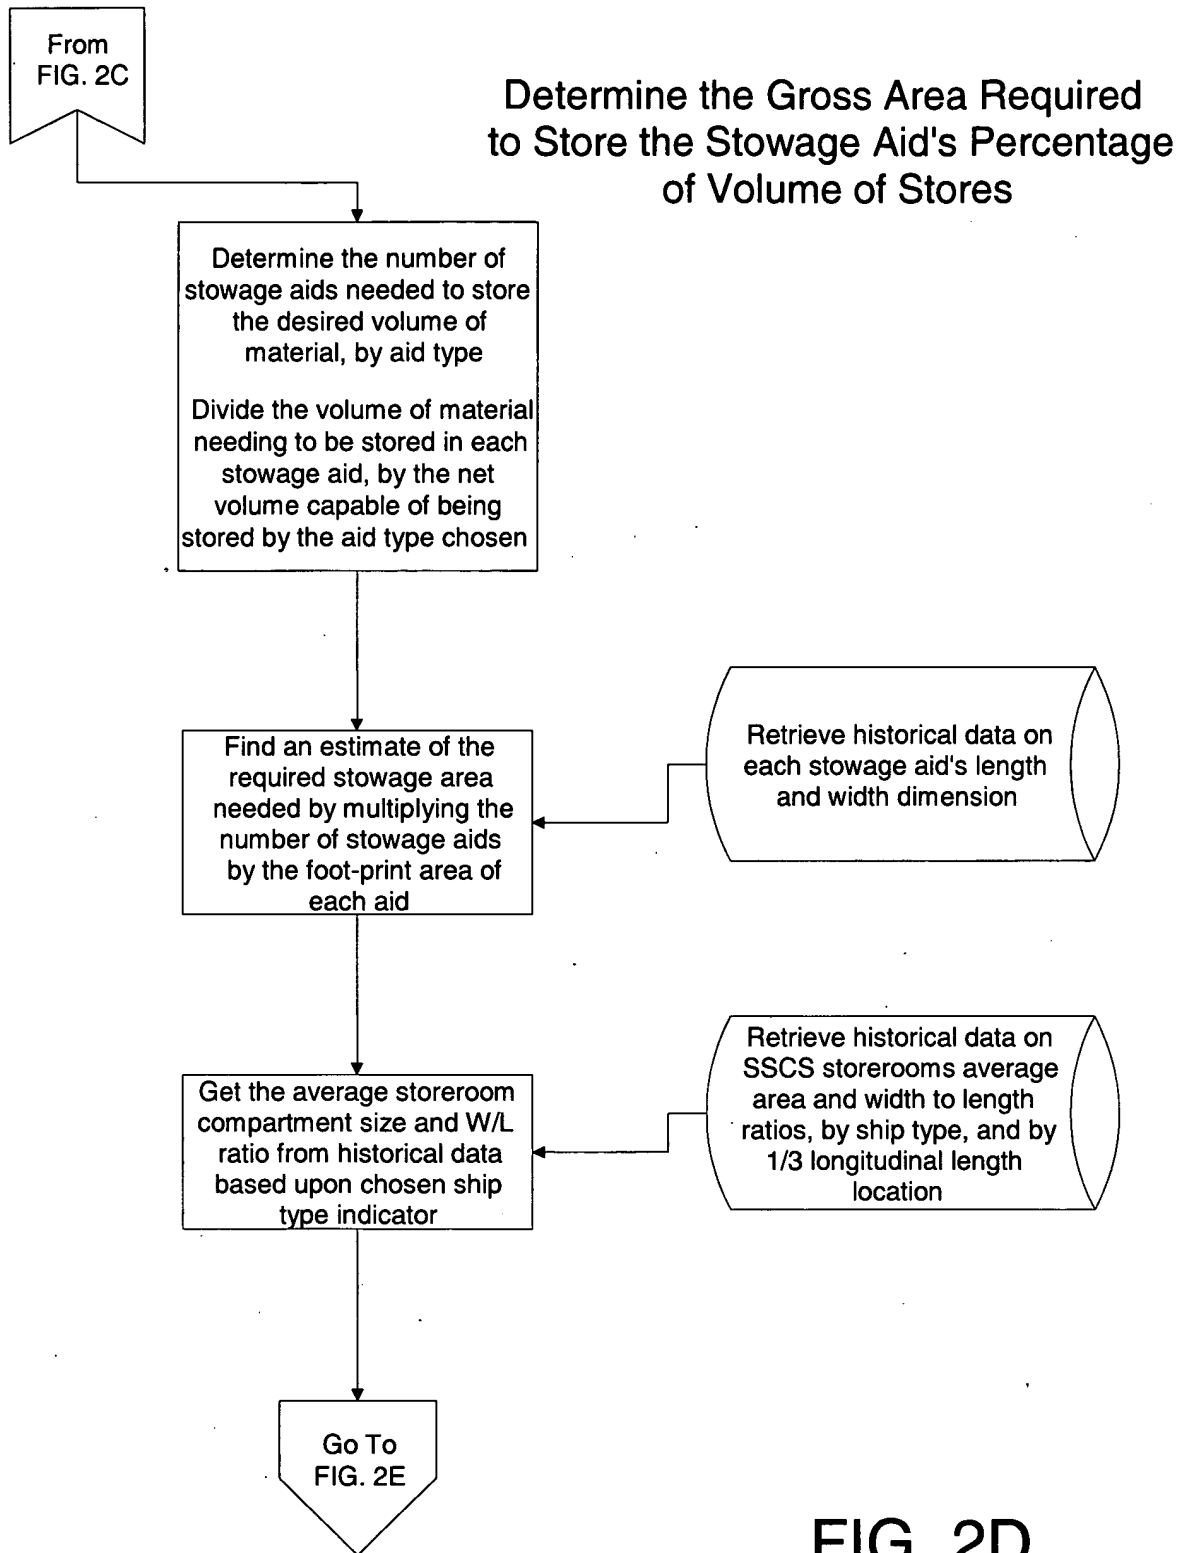 From
FIG. 2C
Determine the Gross Area Required
to Store the Stowage Aid's Percentage
of Volume of Stores
Determine the number of
stowage aids needed to store
the desired volume of
material, by aid type
Divide the volume of material
needing to be stored in each
stowage aid, by the net
volume capable of being
stored by the aid type chosen
Find an estimate of the
required stowage area
needed by multiplying the
number of stowage aids
by the foot-print area of
each aid
Retrieve historical data on
each stowage aid's length
and width dimension
Get the average storeroom
compartment size and W/L
ratio from historical data
based upon chosen ship
type indicator
Retrieve historical data on
SSCS storerooms average
area and width to length
ratios, by ship type, and by
1/3 longitudinal length
location
Go To
FIG. 2E
FIG. 2D